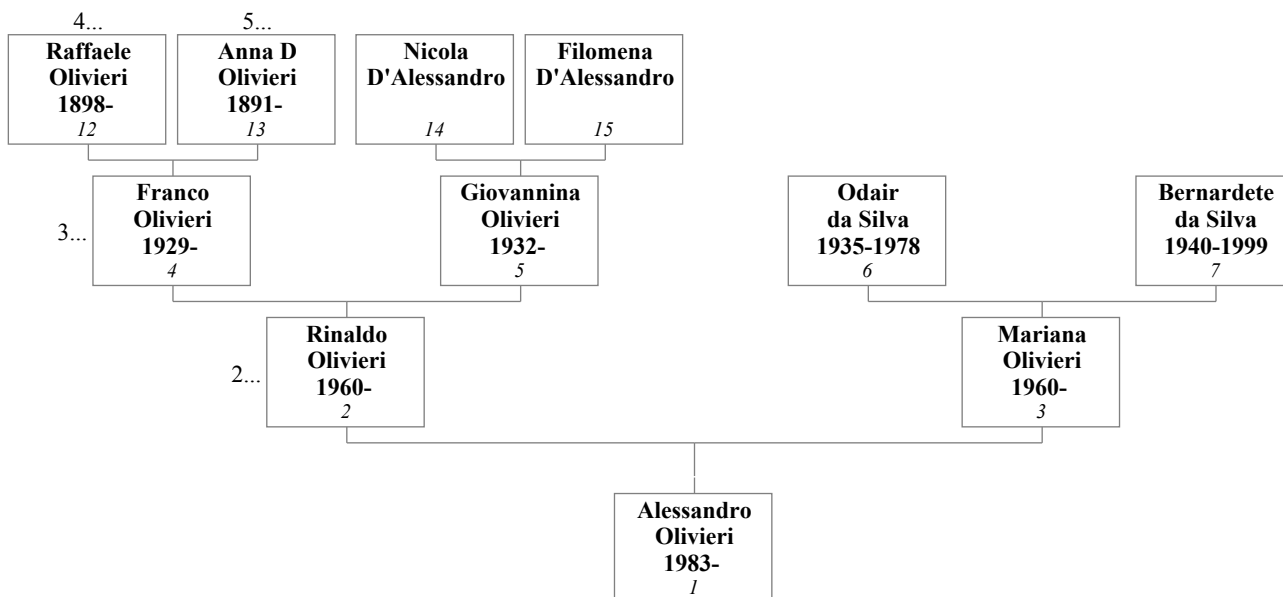 4...
5...
Raffaele
Olivieri
1898-
12
Anna D
Olivieri
1891-
13
Nicola
D'Alessandro
14
Filomena
D'Alessandro
15
3...
Franco
Olivieri
1929-
4
Giovannina
Olivieri
1932-
5
Odair
da Silva
1935-1978
6
Bernardete
da Silva
1940-1999
7
2...
Rinaldo
Olivieri
1960-
2
Mariana
Olivieri
1960-
3
Alessandro
Olivieri
1983-
1